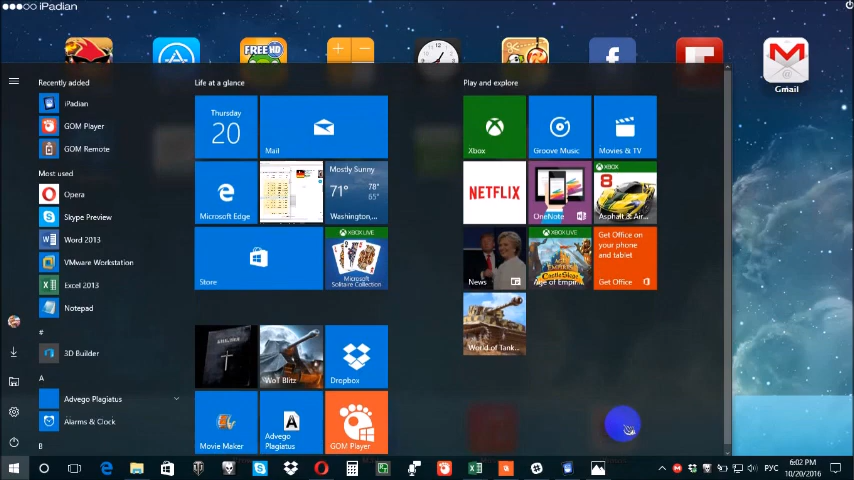 iPadian
FREE HD
Gmail
Recently added
iPadian
GOM Player
GOM Remote
Most used
Opera
Skype Preview
Word 2013
VMware Workstation
Excel 2013
Notepad
#
3D Builder
A
Advego Plagiatus
Alarms & Clock
B
Life at a glance
Thursday
20
Mail
Microsoft Edge
Mostly Sunny
71°
78°
65°
Washington,...
Store
XBOX LIVE
Microsoft
Solitaire Collection
WoT Blitz
Dropbox
Movie Maker
Advego
Plagiatus
GOM Player
Play and explore
Xbox
Groove Music
Movies & TV
NETFLIX
OneNote
XBOX
8
Asphalt 8: Air...
News
XBOX LIVE
Age of Empir...
Get Office on
your phone
and tablet
Get Office
World of Tank...
РУС
6:02 PM
10/20/2016